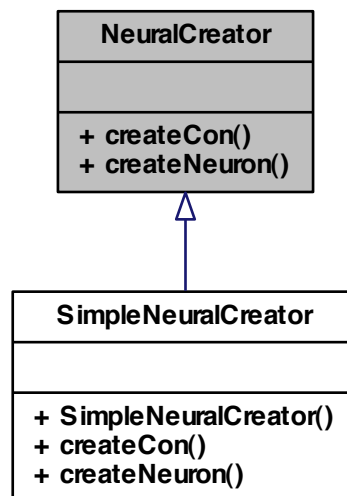 NeuralCreator
+ createCon()
+ createNeuron()
SimpleNeuralCreator
+ SimpleNeuralCreator()
+ createCon()
+ createNeuron()